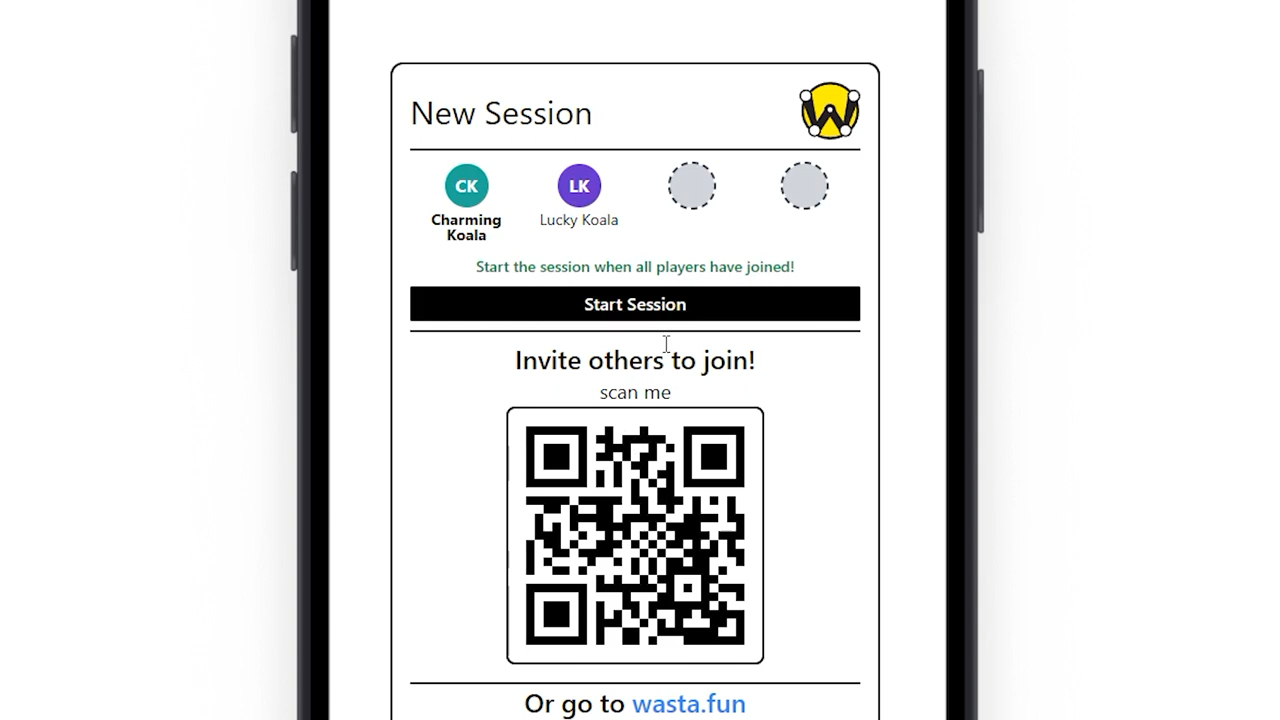 New Session
W
CK
LK
Charming
Koala
Lucky Koala
Start the session when all players have joined!
Start Session
Invite others to join!
scan me
Or go to wasta.fun